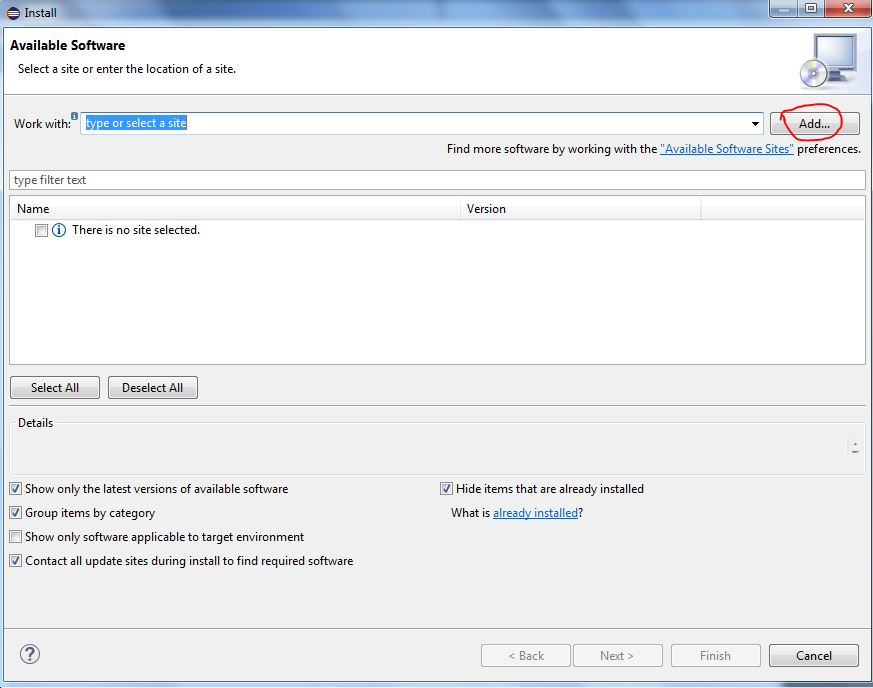 Install
Available Software
Select a site or enter the location of a site.
Work with: type or select a site Add...
Find more software by working with the "Available Software Sites" preferences.
type filter text
Name Version
There is no site selected.
Select All Deselect All
Details
Show only the latest versions of available software Hide items that are already installed
Group items by category What is already installed?
Show only software applicable to target environment
Contact all update sites during install to find required software
? < Back Next > Finish Cancel